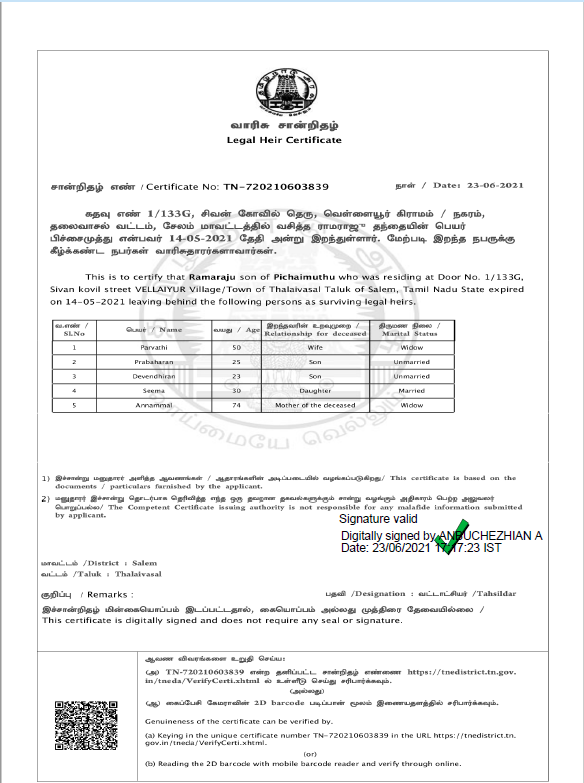 வாரிசு சான்றிதழ்
Legal Heir Certificate
சான்றிதழ் எண் / Certificate No: TN-720210603839
நாள் / Date: 23-06-2021
கதவு எண் 1/133G, சிவன் கோவில் தெரு, வெள்ளையூர் கிராமம் / நகரம்,
தலைவாசல் வட்டம், சேலம் மாவட்டத்தில் வசித்த ராமராஜ் தந்தையின் பெயர்
பிச்சைமுத்து என்பவர் 14-05-2021 தேதி அன்று இறந்துள்ளார். மேற்படி இறந்த நபருக்கு
கீழ்க்கண்ட நபர்கள் வாரிசுதாரர்களாவார்கள்.
This is to certify that Ramaraju son of Pichaimuthu who was residing at Door No. 1/133G,
Sivan kovil street VELLAIYUR Village/Town of Thalaivasal Taluk of Salem, Tamil Nadu State expired
on 14-05-2021 leaving behind the following persons as surviving legal heirs.
வ.எண் / SLNo பெயர் / Name வயது / Age இறந்தவரின் உறவுமுறை / Relationship for deceased திருமண நிலை / Marital Status
1 Parvathi 50 Wife Widow
2 Prabaharan 25 Son Unmarried
3 Devendhiran 23 Son Unmarried
4 Seema 30 Daughter Married
5 Annammal 74 Mother of the deceased Widow
வாய்மையே வெல்லும்
1) இச்சான்று மனுதாரர் அளித்த ஆவணங்கள் / ஆதாரங்களின் அடிப்படையில் வழங்கப்படுகிறது/ This certificate is based on the
documents / particulars furnished by the applicant.
2) மனுதாரர் இச்சான்று தொடர்பாக தெரிவித்த எந்த ஒரு தவறான தகவல்களுக்கும் சான்று வழங்கும் அதிகாரம் பெற்ற அலுவலர்
பொறுப்பல்ல/ The Competent Certificate issuing authority is not responsible for any malafide information submitted
by applicant.
Signature valid
Digitally signed by ANBUCHEZHIAN A
Date: 23/06/2021 17:17:23 IST
மாவட்டம் /District : Salem
வட்டம் /Taluk : Thalaivasal
குறிப்பு / Remarks :
பதவி /Designation : வட்டாட்சியர் /Tahsildar
இச்சான்றிதழ் மின்கையொப்பம் இடப்பட்டதால், கையொப்பம் அல்லது முத்திரை தேவையில்லை /
This certificate is digitally signed and does not require any seal or signature.
ஆவண விவரங்களை உறுதி செய்ய:
(அ) TN-720210603839 என்ற தனிப்பட்ட சான்றிதழ் எண்ணை https://tnedistrict.tn.gov.
in/tneda/VerifyCerti.xhtml ல் உள்ளீடு செய்து சரிபார்க்கவும்.
(அல்லது)
(ஆ) கைப்பேசி கேமராவின் 2D barcode படிப்பான் மூலம் இணையதளத்தில் சரிபார்க்கவும்.
Genuineness of the certificate can be verified by.
(a) Keying in the unique certificate number TN-720210603839 in the URL https://tnedistrict.tn.
gov.in/tneda/VerifyCerti.xhtml.
(or)
(b) Reading the 2D barcode with mobile barcode reader and verify through online.